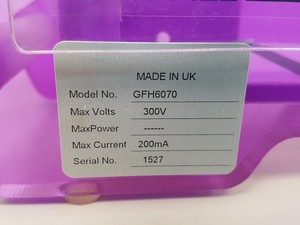 MADE IN UK
Model No. GFH6070
Max Volts 300V
MaxPower ------
Max Current 200mA
Serial No. 1527